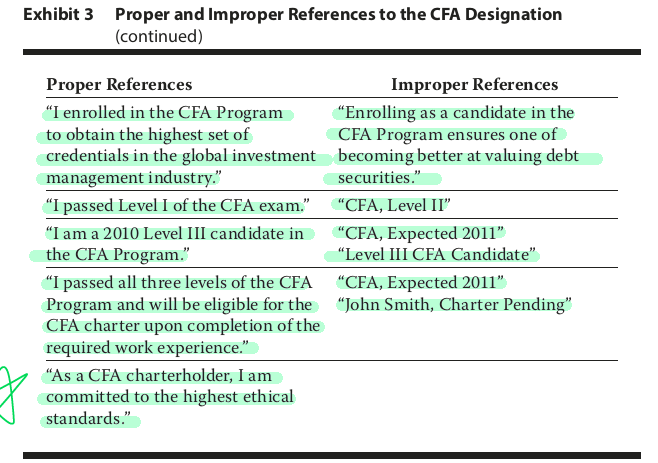 Exhibit 3 Proper and Improper References to the CFA Designation
(continued)
Proper References
Improper References
“I enrolled in the CFA Program
to obtain the highest set of
credentials in the global investment
management industry.”
“Enrolling as a candidate in the
CFA Program ensures one of
becoming better at valuing debt
securities.”
“I passed Level I of the CFA exam.”
“CFA, Level II”
“I am a 2010 Level III candidate in
the CFA Program.”
“CFA, Expected 2011”
“Level III CFA Candidate”
“I passed all three levels of the CFA
Program and will be eligible for the
CFA charter upon completion of the
required work experience.”
“CFA, Expected 2011”
“John Smith, Charter Pending”
“As a CFA charterholder, I am
committed to the highest ethical
standards.”